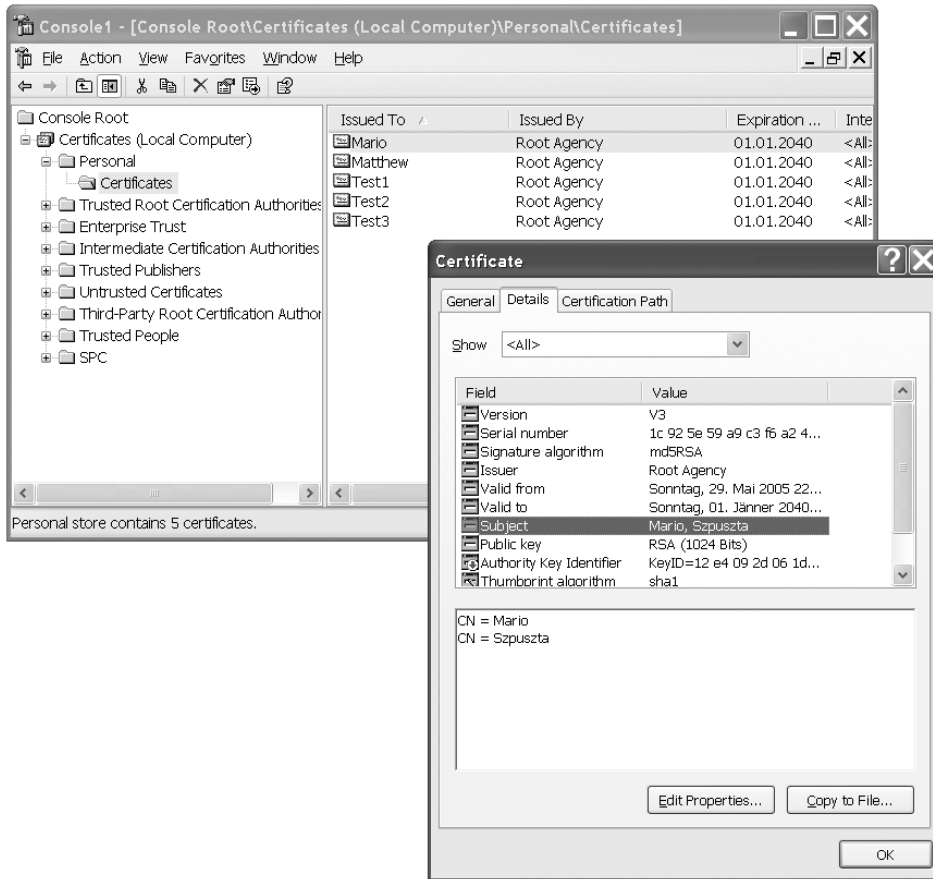 Console1 - [Console Root\Certificates (Local Computer)\Personal\Certificates]
File Action View Favorites Window Help
Console Root
Certificates (Local Computer)
Personal
Certificates
Trusted Root Certification Authorities
Enterprise Trust
Intermediate Certification Authorities
Trusted Publishers
Untrusted Certificates
Third-Party Root Certification Author
Trusted People
SPC
Issued To Issued By Expiration ... Inte
Mario Root Agency 01.01.2040 <All>
Matthew Root Agency 01.01.2040 <All>
Test1 Root Agency 01.01.2040 <All>
Test2 Root Agency 01.01.2040 <All>
Test3 Root Agency 01.01.2040 <All>
Personal store contains 5 certificates.
Certificate
General Details Certification Path
Show <All>
Field Value
Version V3
Serial number 1c 92 5e 59 a9 c3 f6 a2 4...
Signature algorithm md5RSA
Issuer Root Agency
Valid from Sonntag, 29. Mai 2005 22...
Valid to Sonntag, 01. Jänner 2040...
Subject Mario, Szpuszta
Public key RSA (1024 Bits)
Authority Key Identifier KeyID=12 e4 09 2d 06 1d...
Thumbprint algorithm sha1
CN = Mario
CN = Szpuszta
Edit Properties... Copy to File...
OK